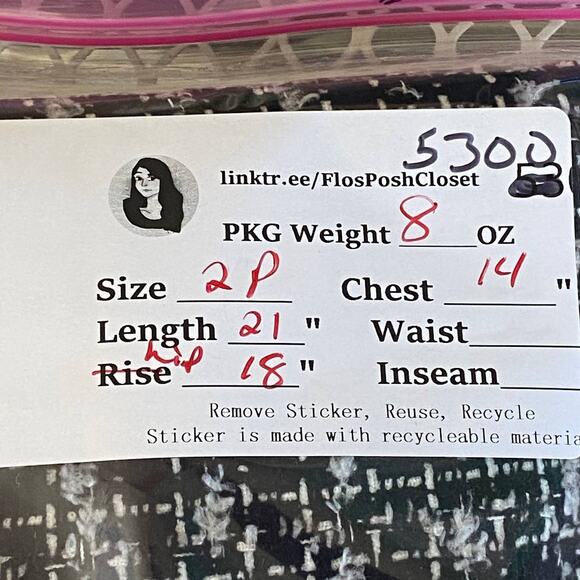 5300
linktr.ee/FlosPoshCloset
PKG Weight 8 OZ
Size 2P Chest 14 "
Length 21 " Waist
hip
Rise 18 " Inseam
Remove Sticker, Reuse, Recycle
Sticker is made with recycleable materia